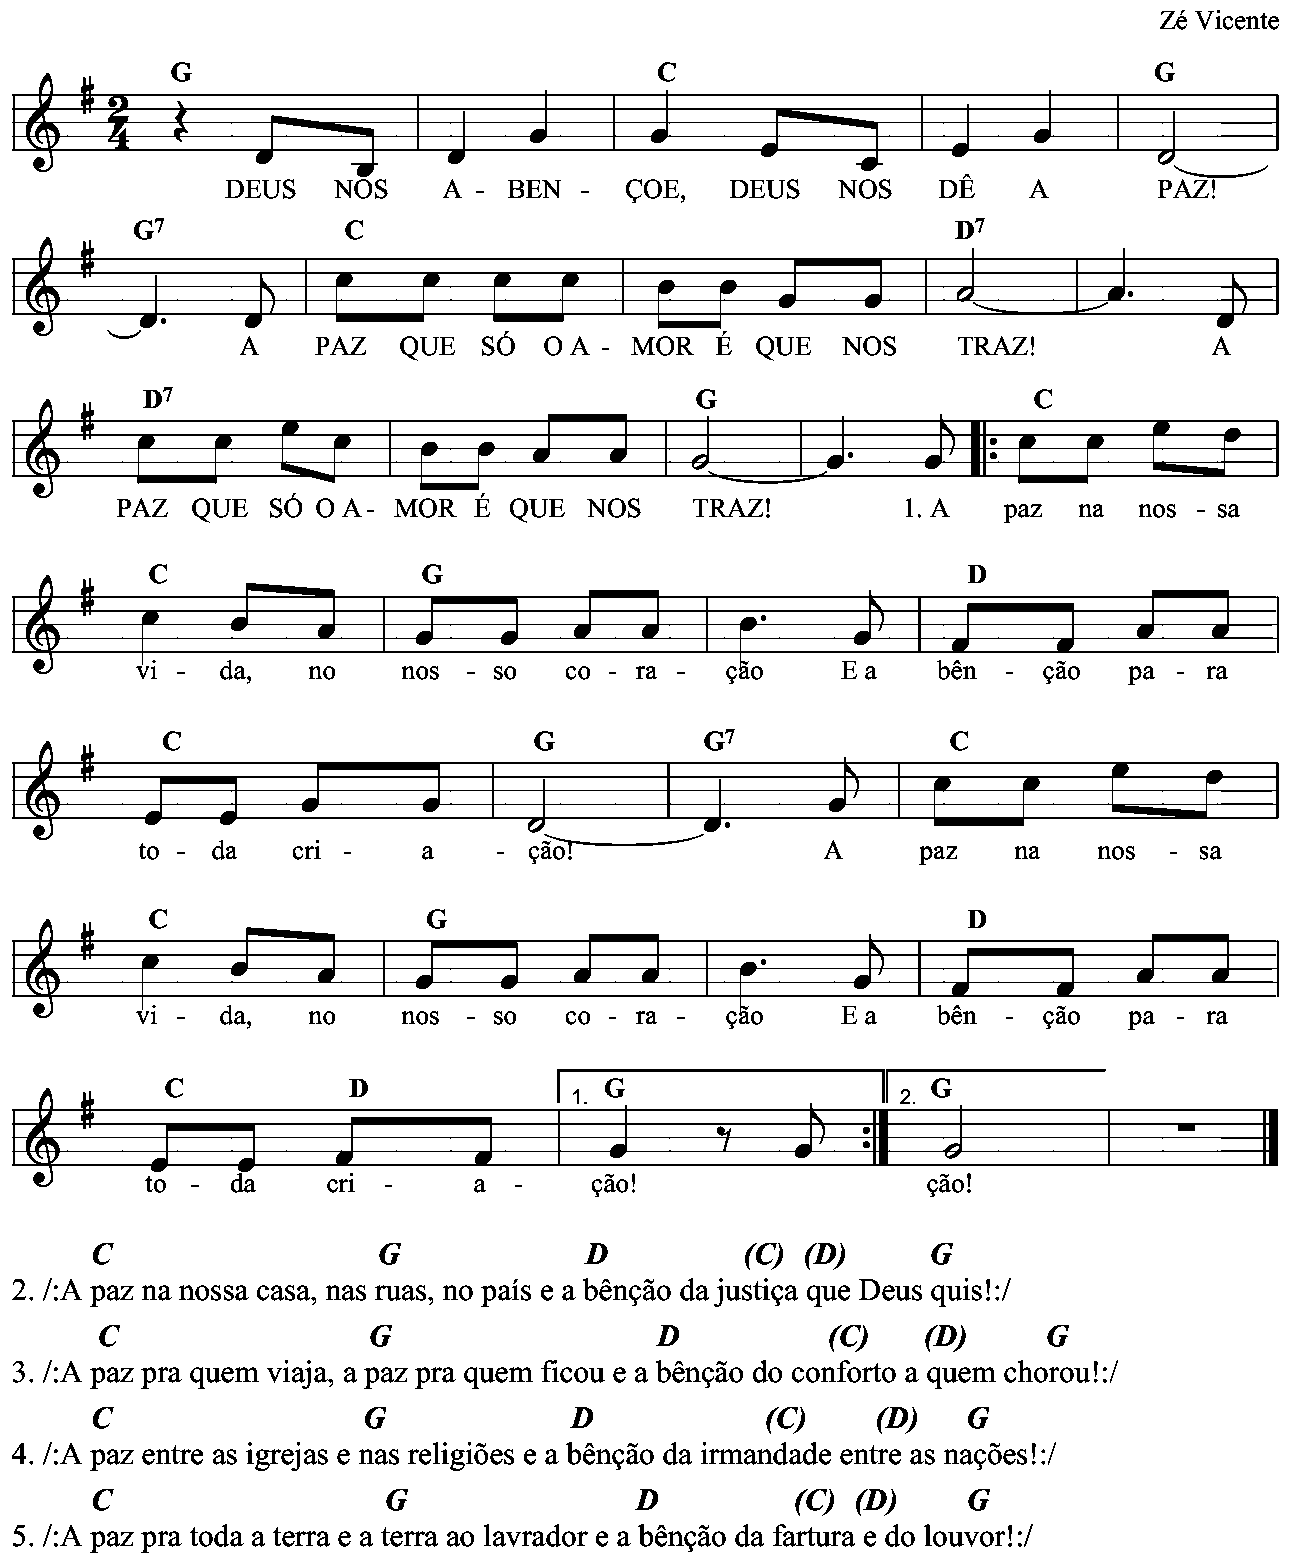 Zé Vicente
G C G
DEUS NOS A - BEN - ÇOE, DEUS NOS DÊ A PAZ!
G7 C D7
A PAZ QUE SÓ O A - MOR É QUE NOS TRAZ! A
D7 G C
PAZ QUE SÓ O A - MOR É QUE NOS TRAZ! 1. A paz na nos - sa
C G D
vi - da, no nos - so co - ra - ção E a bên - ção pa - ra
C G G7 C
to - da cri - a - ção! A paz na nos - sa
C G D
vi - da, no nos - so co - ra - ção E a bên - ção pa - ra
C D 1. G 2. G
to - da cri - a - ção! ção!
C G D (C) (D) G
2. /:A paz na nossa casa, nas ruas, no país e a bênção da justiça que Deus quis!:/
C G D (C) (D) G
3. /:A paz pra quem viaja, a paz pra quem ficou e a bênção do conforto a quem chorou!:/
C G D (C) (D) G
4. /:A paz entre as igrejas e nas religiões e a bênção da irmandade entre as nações!:/
C G D (C) (D) G
5. /:A paz pra toda a terra e a terra ao lavrador e a bênção da fartura e do louvor!:/